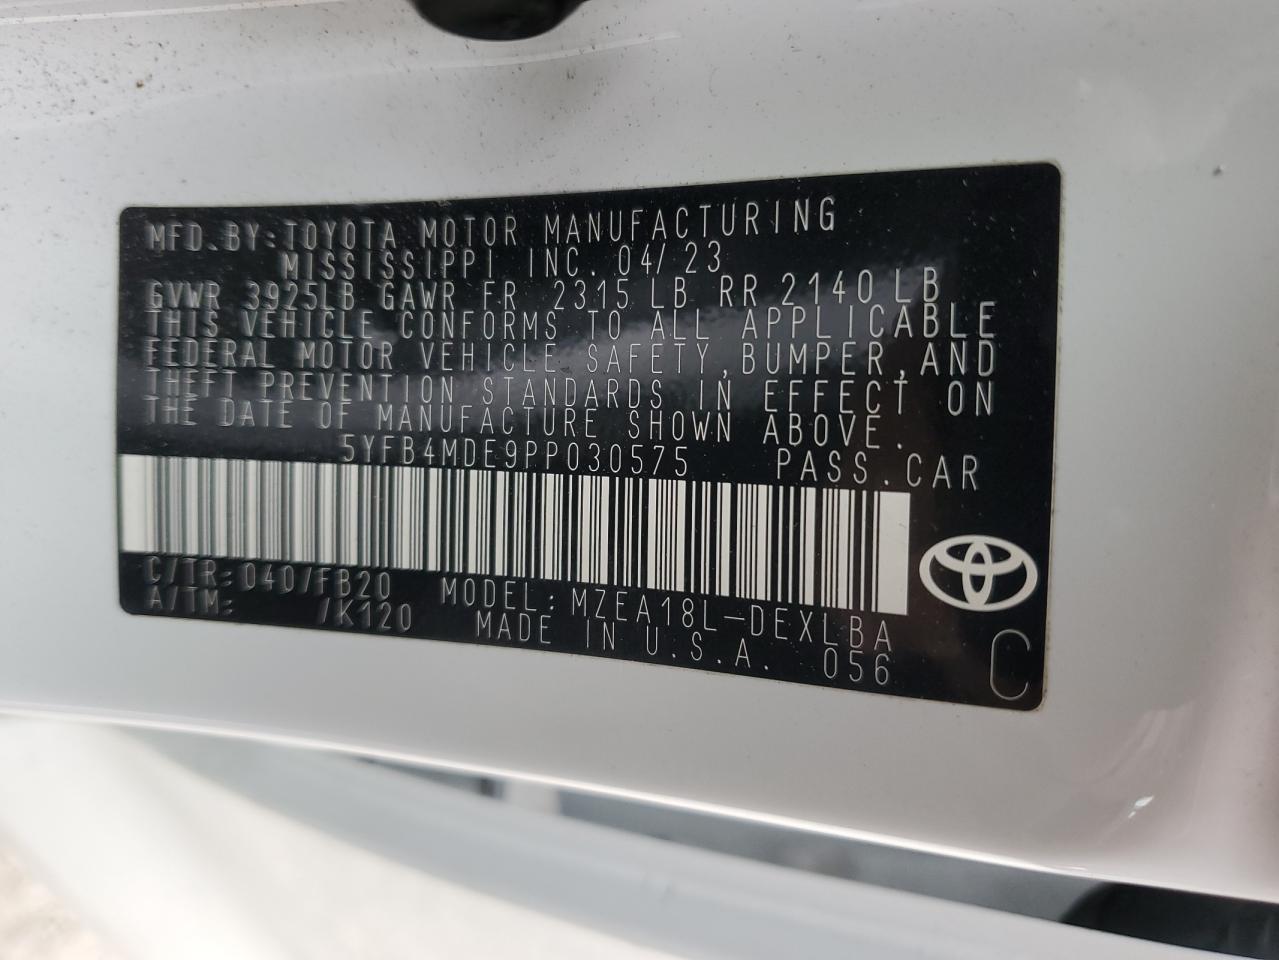 MFD.BY:TOYOTA MOTOR MANUFACTURING
MISSISSIPPI INC. 04/23
GVWR 3925LB GAWR FR 2315 LB RR 2140 LB
THIS VEHICLE CONFORMS TO ALL APPLICABLE
FEDERAL MOTOR VEHICLE SAFETY,BUMPER,AND
THEFT PREVENTION STANDARDS IN EFFECT ON
THE DATE OF MANUFACTURE SHOWN ABOVE.
5YFB4MDE9PP030575 PASS.CAR
C/TR:040/FB20 MODEL:MZEA18L-DEXLBA
A/TM: /K120 MADE IN U.S.A. 056
C